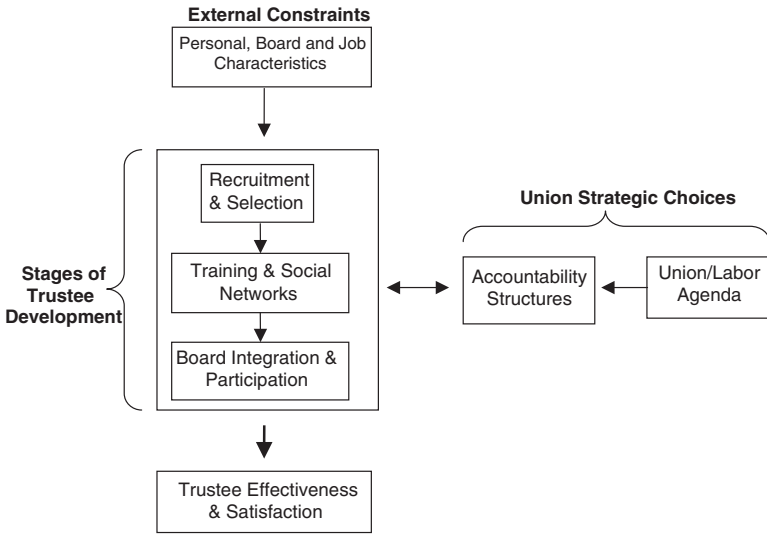 External Constraints
Personal, Board and Job
Characteristics
Recruitment
& Selection
Union Strategic Choices
Stages of
Trustee
Development
Training & Social
Networks
Accountability
Structures
Union/Labor
Agenda
Board Integration &
Participation
Trustee Effectiveness
& Satisfaction